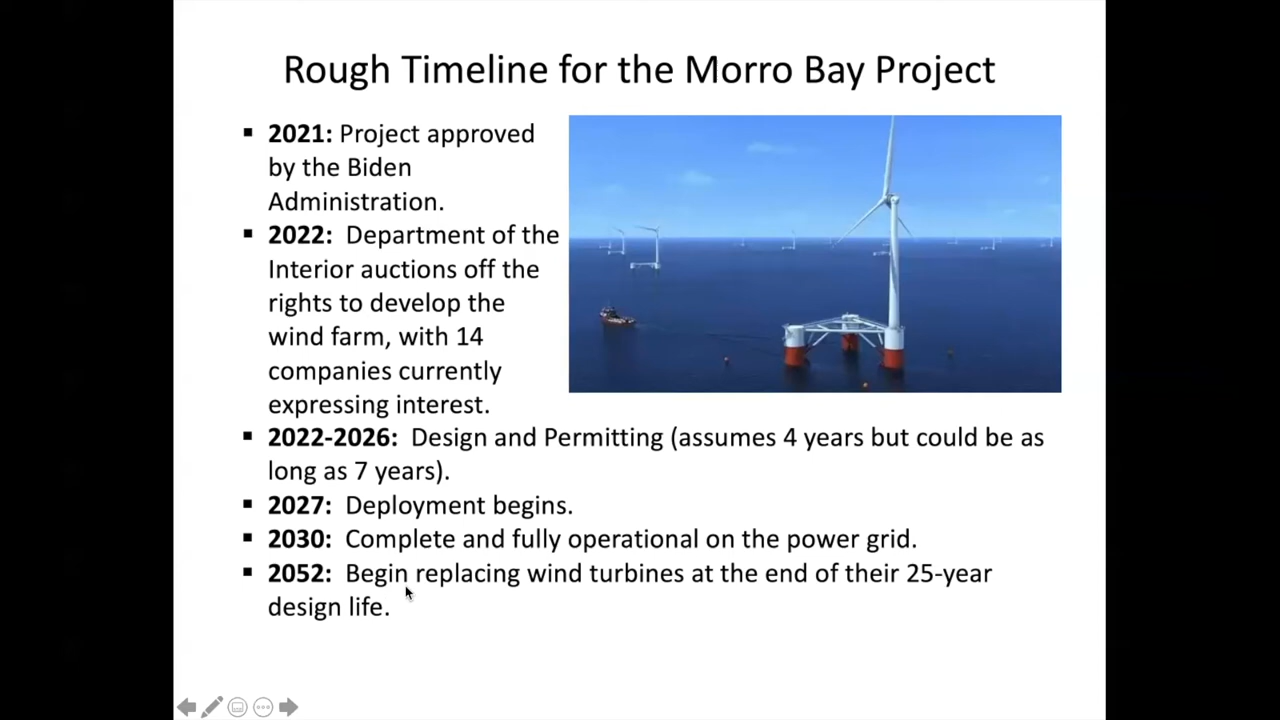 Rough Timeline for the Morro Bay Project
▪ 2021: Project approved
by the Biden
Administration.
▪ 2022: Department of the
Interior auctions off the
rights to develop the
wind farm, with 14
companies currently
expressing interest.
▪ 2022-2026: Design and Permitting (assumes 4 years but could be as
long as 7 years).
▪ 2027: Deployment begins.
▪ 2030: Complete and fully operational on the power grid.
▪ 2052: Begin replacing wind turbines at the end of their 25-year
design life.